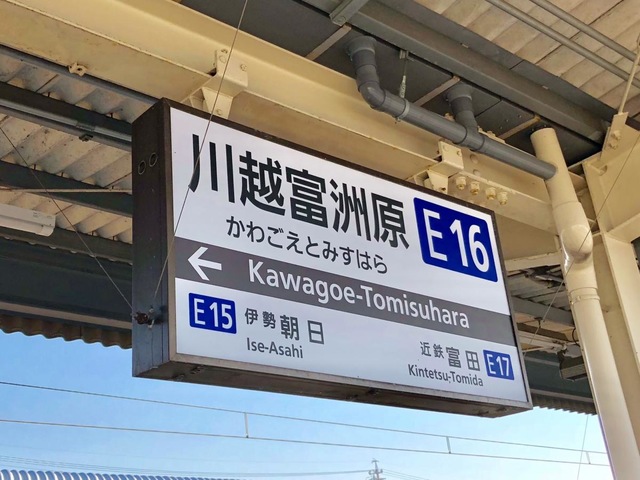 川越富洲原 E16
かわごえとみすはら
← Kawagoe-Tomisuhara
E15 伊勢朝日 近鉄富田 E17
Ise-Asahi Kintetsu-Tomida